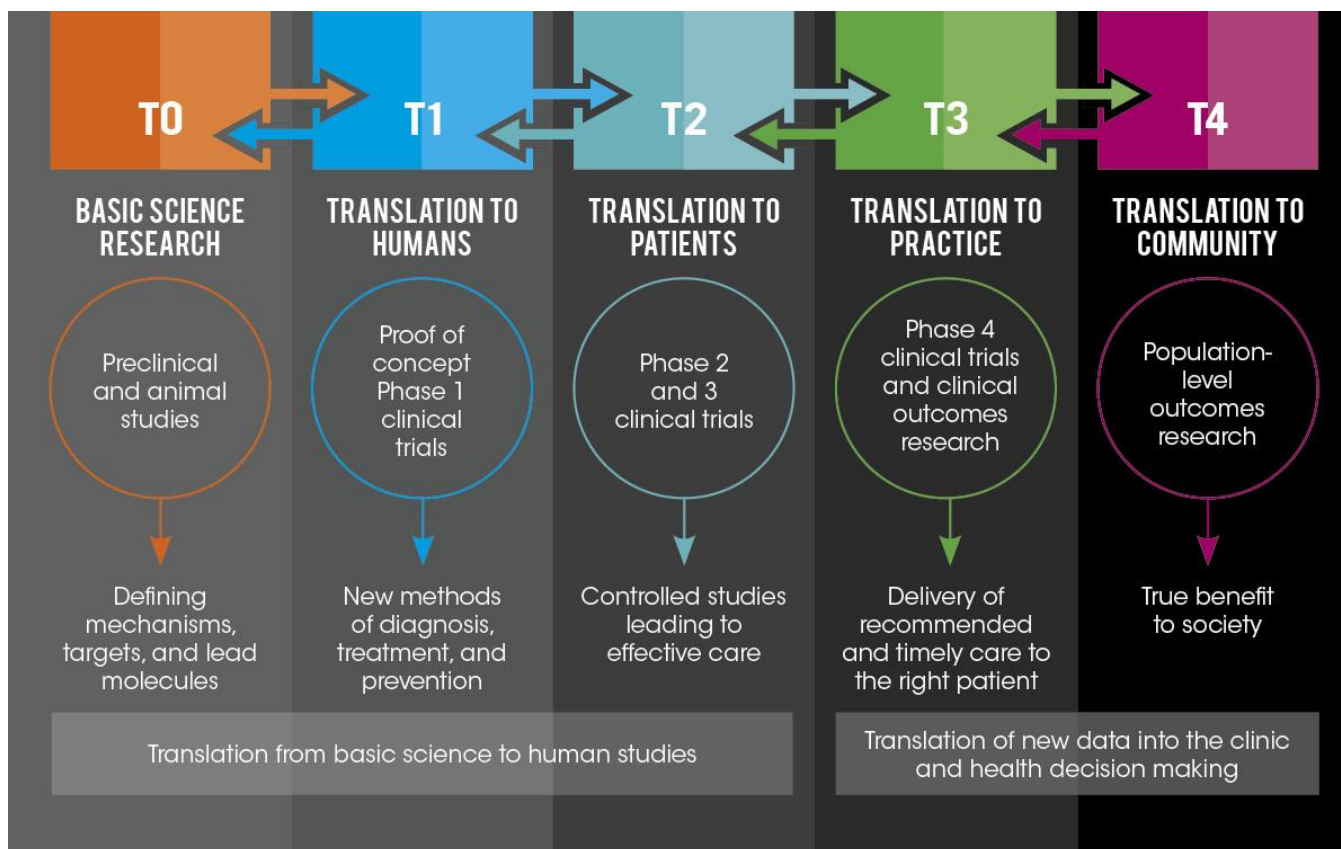 T0
T1
T2
T3
T4
BASIC SCIENCE
RESEARCH
TRANSLATION TO
HUMANS
TRANSLATION TO
PATIENTS
TRANSLATION TO
PRACTICE
TRANSLATION TO
COMMUNITY
Preclinical
and animal
studies
Proof of
concept
Phase 1
clinical
trials
Phase 2
and 3
clinical trials
Phase 4
clinical trials
and clinical
outcomes
research
Population-
level
outcomes
research
Defining
mechanisms,
targets, and lead
molecules
New methods
of diagnosis,
treatment, and
prevention
Controlled studies
leading to
effective care
Delivery of
recommended
and timely care to
the right patient
True benefit
to society
Translation from basic science to human studies
Translation of new data into the clinic
and health decision making